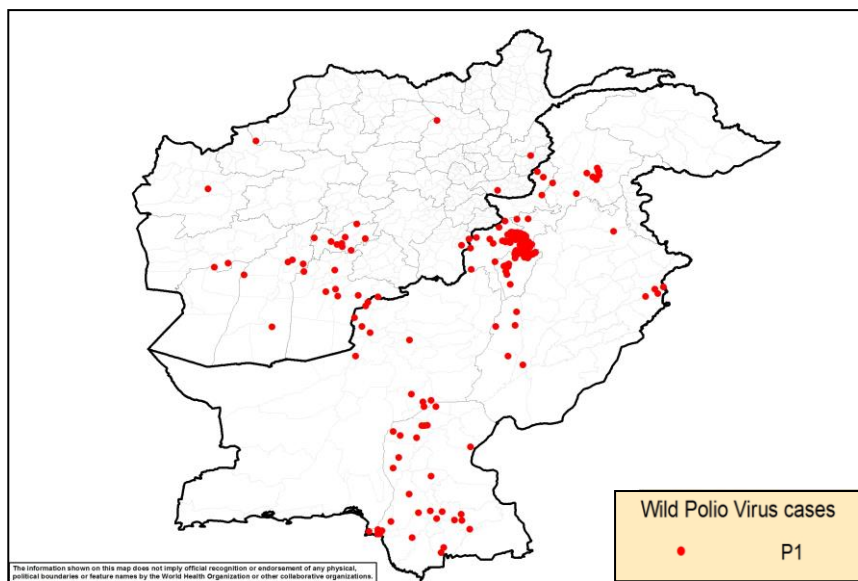 Wild Polio Virus cases
P1
The information shown on this map does not imply official recognition or endorsement of any physical,
political boundaries or feature names by the World Health Organization or other collaborative organizations.